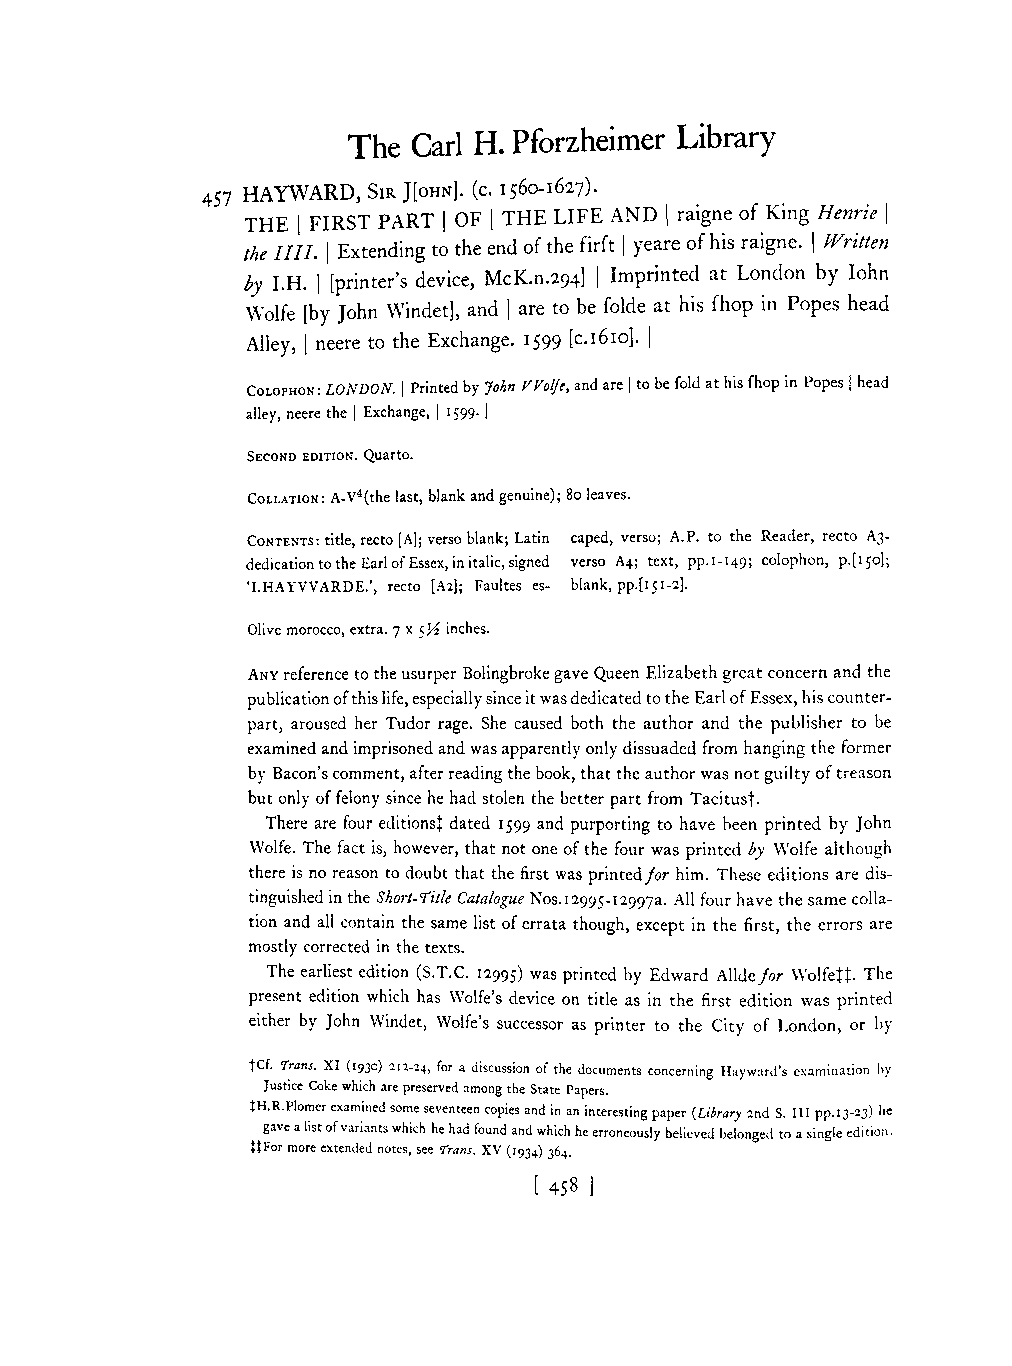 The Carl H. Pforzheimer Library
457 HAYWARD, SIR J[OHN]. (c. 1560-1627).
THE | FIRST PART | OF | THE LIFE AND | raigne of King Henrie |
the IIII. | Extending to the end of the firſt | yeare of his raigne. | Written
by I.H. | [printer's device, McK.n.294] | Imprinted at London by Iohn
Wolfe [by John Windet], and | are to be ſolde at his ſhop in Popes head
Alley, | neere to the Exchange. 1599 [c.1610]. |
COLOPHON: LONDON. | Printed by John VVolfe, and are | to be ſold at his ſhop in Popes | head
alley, neere the | Exchange, | 1599. |
SECOND EDITION. Quarto.
COLLATION: A-V⁴(the last, blank and genuine); 80 leaves.
CONTENTS: title, recto [A]; verso blank; Latin
dedication to the Earl of Essex, in italic, signed
'I.HAYVVARDE.', recto [A2]; Faultes es-
caped, verso; A.P. to the Reader, recto A3-
verso A4; text, pp.1-149; colophon, p.[150];
blank, pp.[151-2].
Olive morocco, extra. 7 x 5½ inches.
ANY reference to the usurper Bolingbroke gave Queen Elizabeth great concern and the
publication of this life, especially since it was dedicated to the Earl of Essex, his counter-
part, aroused her Tudor rage. She caused both the author and the publisher to be
examined and imprisoned and was apparently only dissuaded from hanging the former
by Bacon's comment, after reading the book, that the author was not guilty of treason
but only of felony since he had stolen the better part from Tacitus†.
There are four editions‡ dated 1599 and purporting to have been printed by John
Wolfe. The fact is, however, that not one of the four was printed by Wolfe although
there is no reason to doubt that the first was printed for him. These editions are dis-
tinguished in the Short-Title Catalogue Nos.12995-12997a. All four have the same colla-
tion and all contain the same list of errata though, except in the first, the errors are
mostly corrected in the texts.
The earliest edition (S.T.C. 12995) was printed by Edward Allde for Wolfe‡‡. The
present edition which has Wolfe's device on title as in the first edition was printed
either by John Windet, Wolfe's successor as printer to the City of London, or by
†Cf. Trans. XI (1930) 212-24, for a discussion of the documents concerning Hayward's examination by
Justice Coke which are preserved among the State Papers.
‡H.R.Plomer examined some seventeen copies and in an interesting paper (Library 2nd S. III pp.13-23) he
gave a list of variants which he had found and which he erroneously believed belonged to a single edition.
‡‡For more extended notes, see Trans. XV (1934) 364.
[ 458 ]